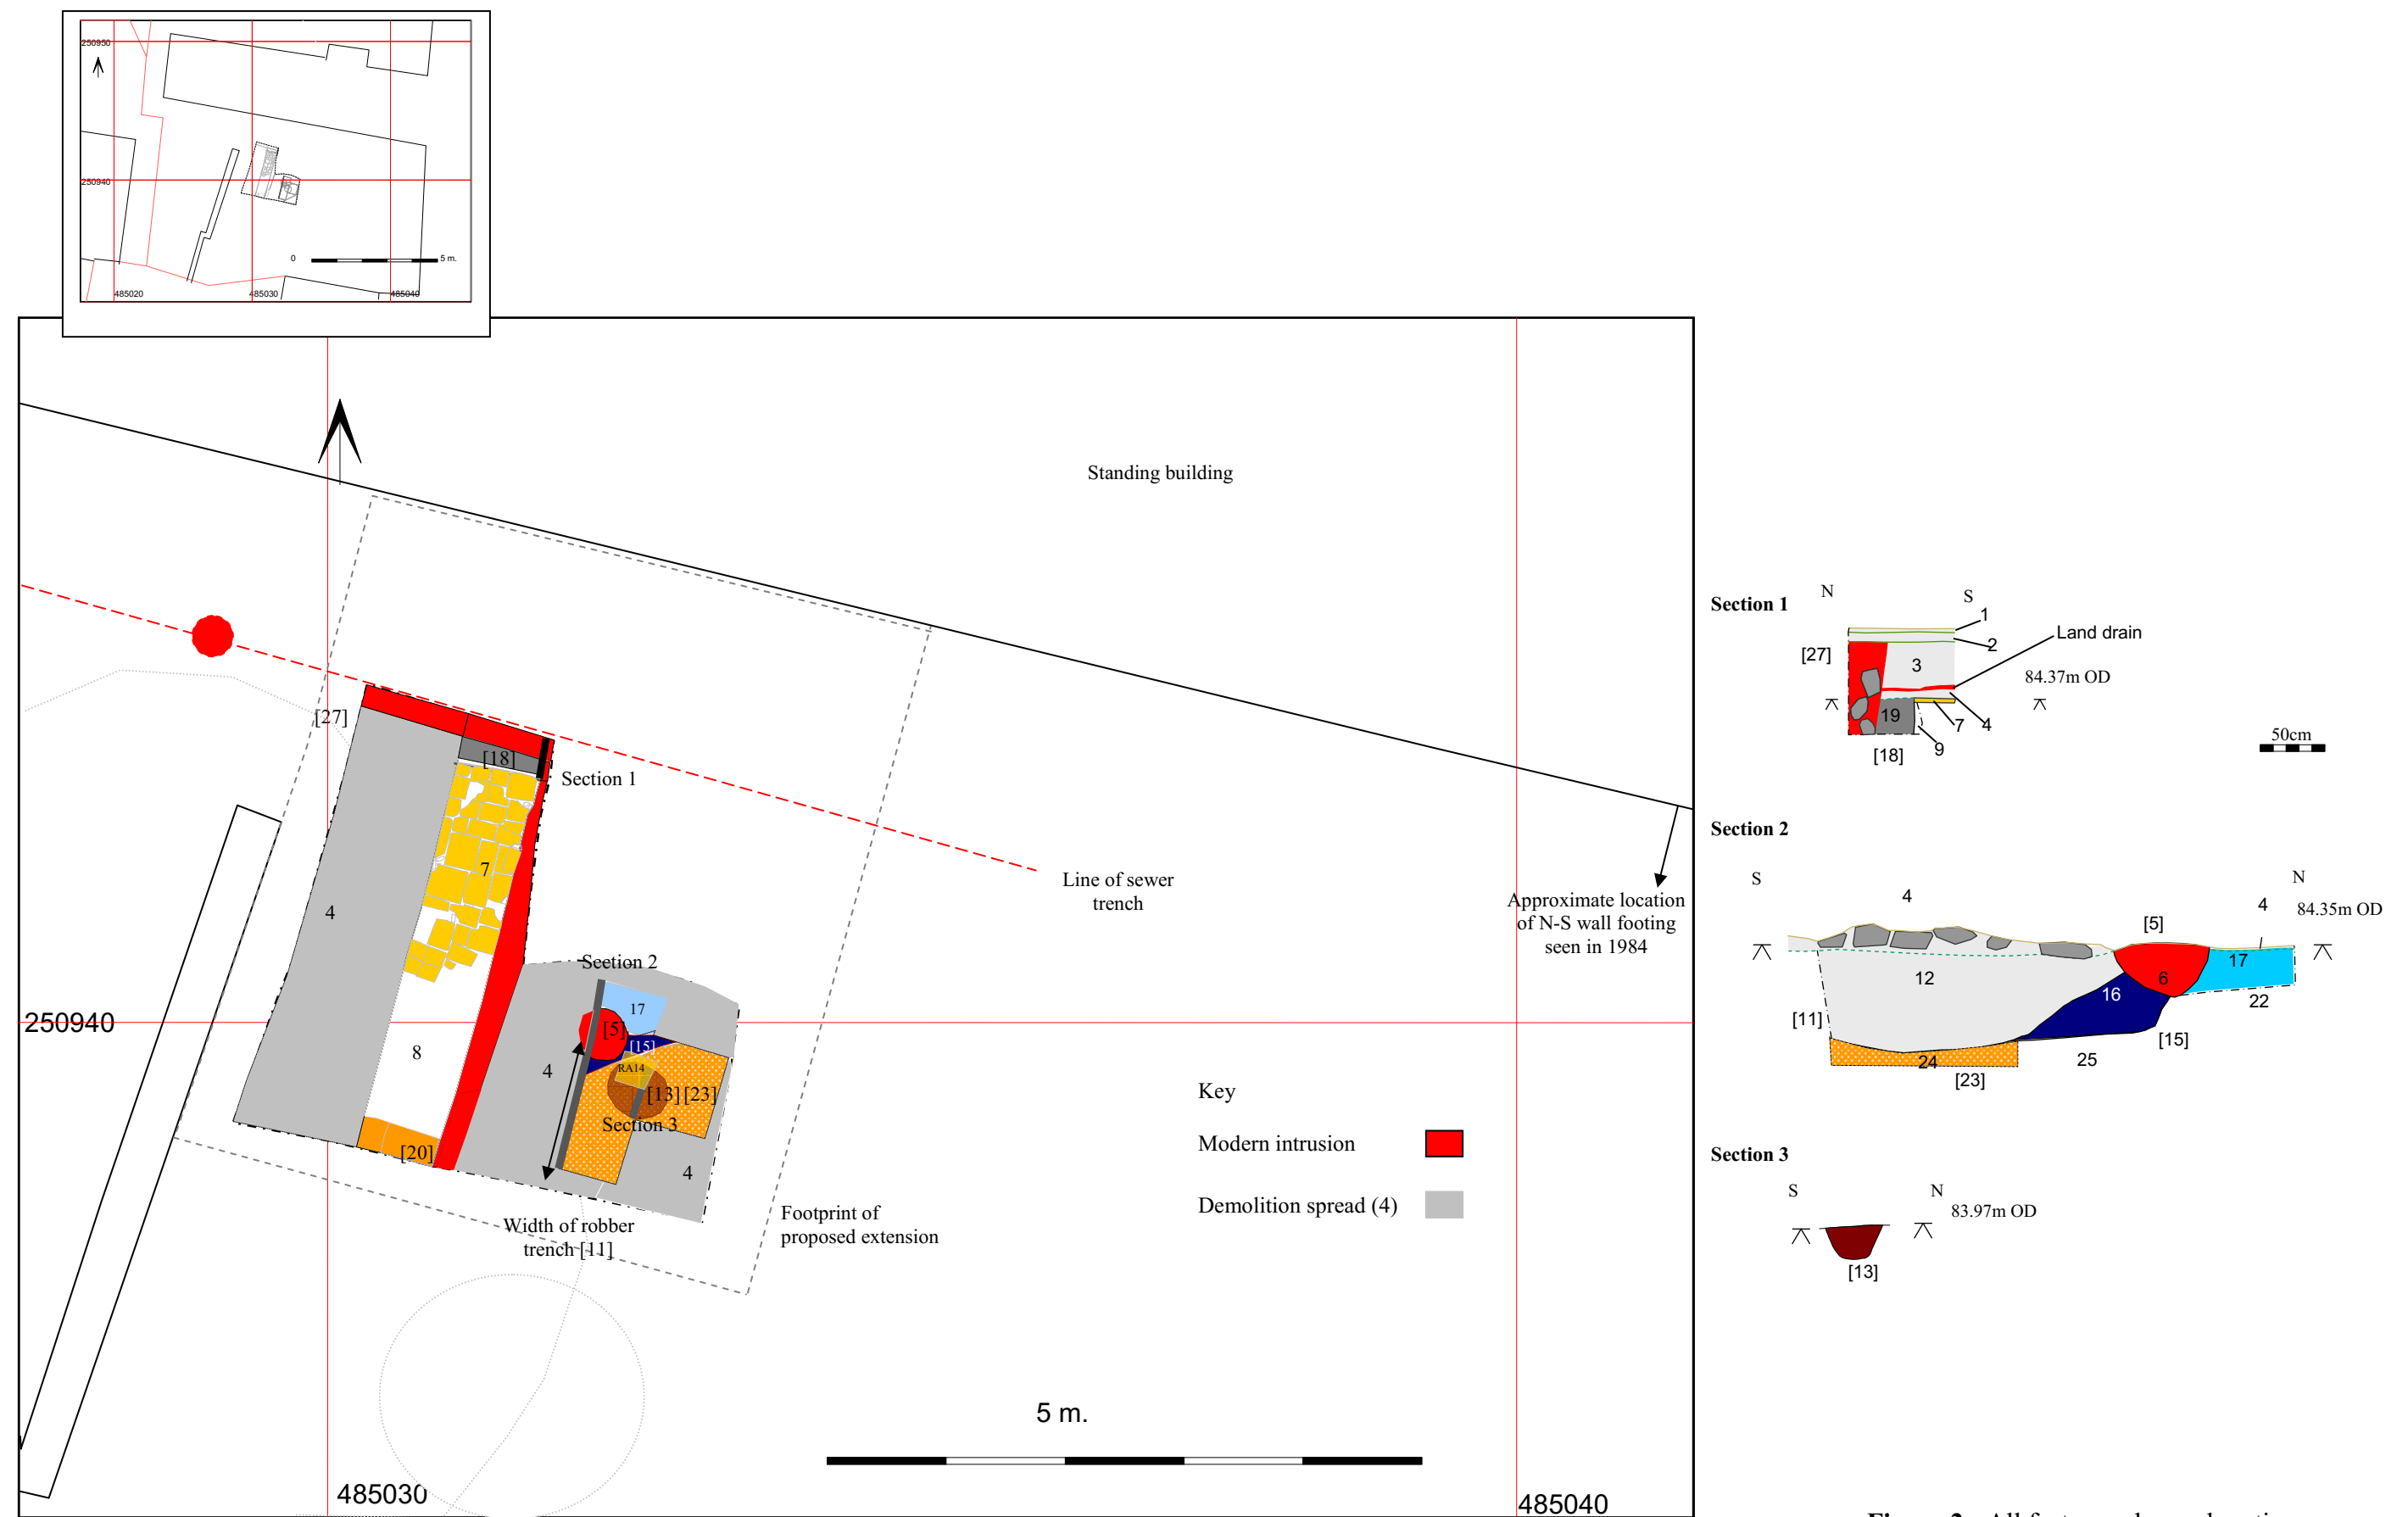 250950
250940
0
5 m.
485020
485030
485040
Standing building
[27]
[18]
Section 1
7
4
Line of sewer
trench
Approximate location
of N-S wall footing
seen in 1984
Section 2
17
250940
[5]
[15]
8
4
RA14
[13]
[23]
Section 3
[20]
4
Key
Modern intrusion
Demolition spread (4)
Width of robber
trench [11]
Footprint of
proposed extension
5 m.
485030
485040
Section 1
N
S
1
2
Land drain
[27]
3
84.37m OD
19
7
4
9
[18]
50cm
Section 2
S
N
4
4
84.35m OD
[5]
12
6
17
16
22
[11]
[15]
24
25
[23]
Section 3
S
N
83.97m OD
[13]